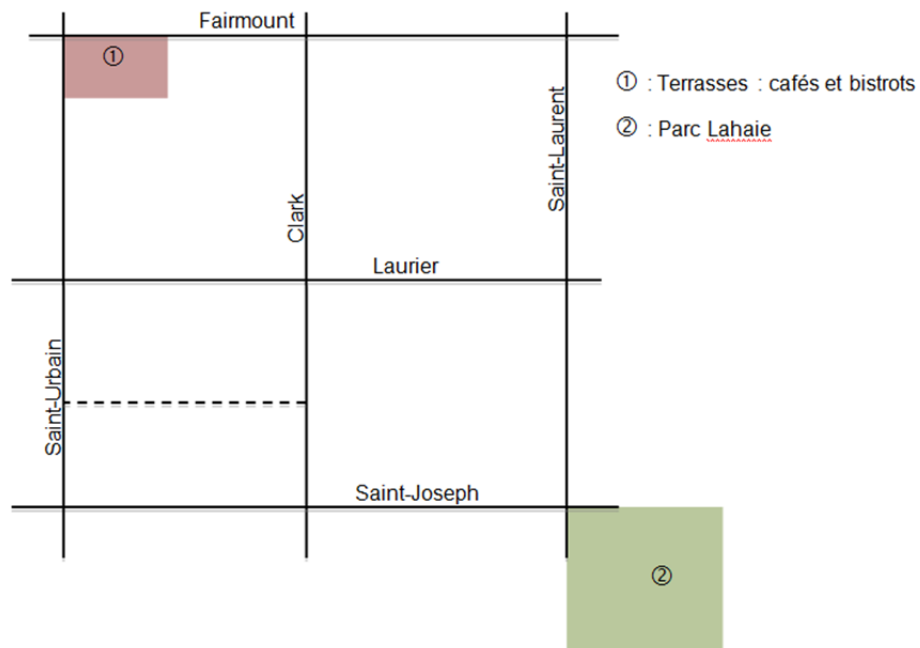 Fairmount
①
① : Terrasses : cafés et bistrots
② : Parc Lahaie
Saint-Laurent
Clark
Laurier
Saint-Urbain
Saint-Joseph
②